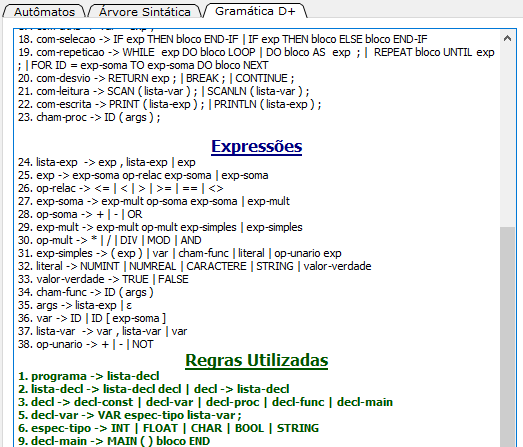 Autômatos Árvore Sintática Gramática D+
18. com-selecao -> IF exp THEN bloco END-IF | IF exp THEN bloco ELSE bloco END-IF
19. com-repeticao -> WHILE exp DO bloco LOOP | DO bloco AS exp ; | REPEAT bloco UNTIL exp
; | FOR ID = exp-soma TO exp-soma DO bloco NEXT
20. com-desvio -> RETURN exp ; | BREAK ; | CONTINUE ;
21. com-leitura -> SCAN ( lista-var ) ; | SCANLN ( lista-var ) ;
22. com-escrita -> PRINT ( lista-exp ) ; | PRINTLN ( lista-exp ) ;
23. cham-proc -> ID ( args ) ;
Expressões
24. lista-exp -> exp , lista-exp | exp
25. exp -> exp-soma op-relac exp-soma | exp-soma
26. op-relac -> <= | < | > | >= | == | <>
27. exp-soma -> exp-mult op-soma exp-soma | exp-mult
28. op-soma -> + | - | OR
29. exp-mult -> exp-mult op-mult exp-simples | exp-simples
30. op-mult -> * | / | DIV | MOD | AND
31. exp-simples -> ( exp ) | var | cham-func | literal | op-unario exp
32. literal -> NUMINT | NUMREAL | CARACTERE | STRING | valor-verdade
33. valor-verdade -> TRUE | FALSE
34. cham-func -> ID ( args )
35. args -> lista-exp | ε
36. var -> ID | ID [ exp-soma ]
37. lista-var -> var , lista-var | var
38. op-unario -> + | - | NOT
Regras Utilizadas
1. programa -> lista-decl
2. lista-decl -> lista-decl decl | decl -> lista-decl
3. decl -> decl-const | decl-var | decl-proc | decl-func | decl-main
5. decl-var -> VAR espec-tipo lista-var ;
6. espec-tipo -> INT | FLOAT | CHAR | BOOL | STRING
9. decl-main -> MAIN ( ) bloco END